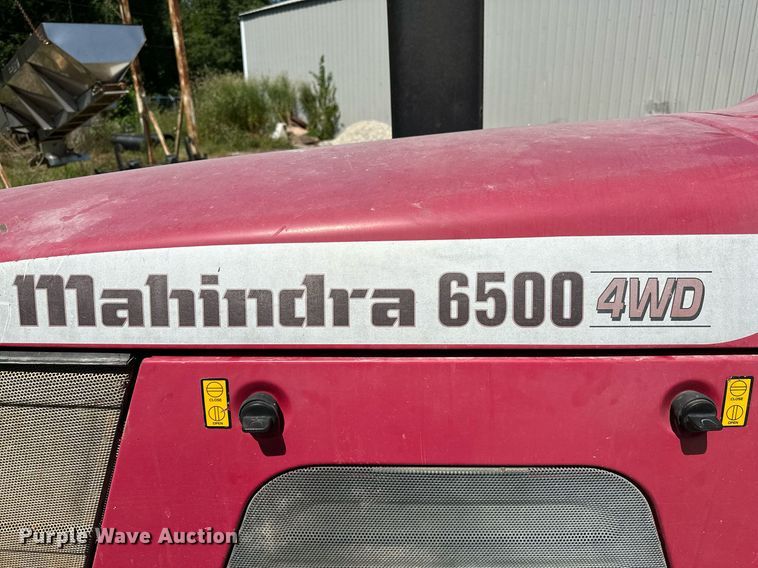 Mahindra 6500 4WD
CLOSE
OPEN
CLOSE
OPEN
Purple Wave Auction